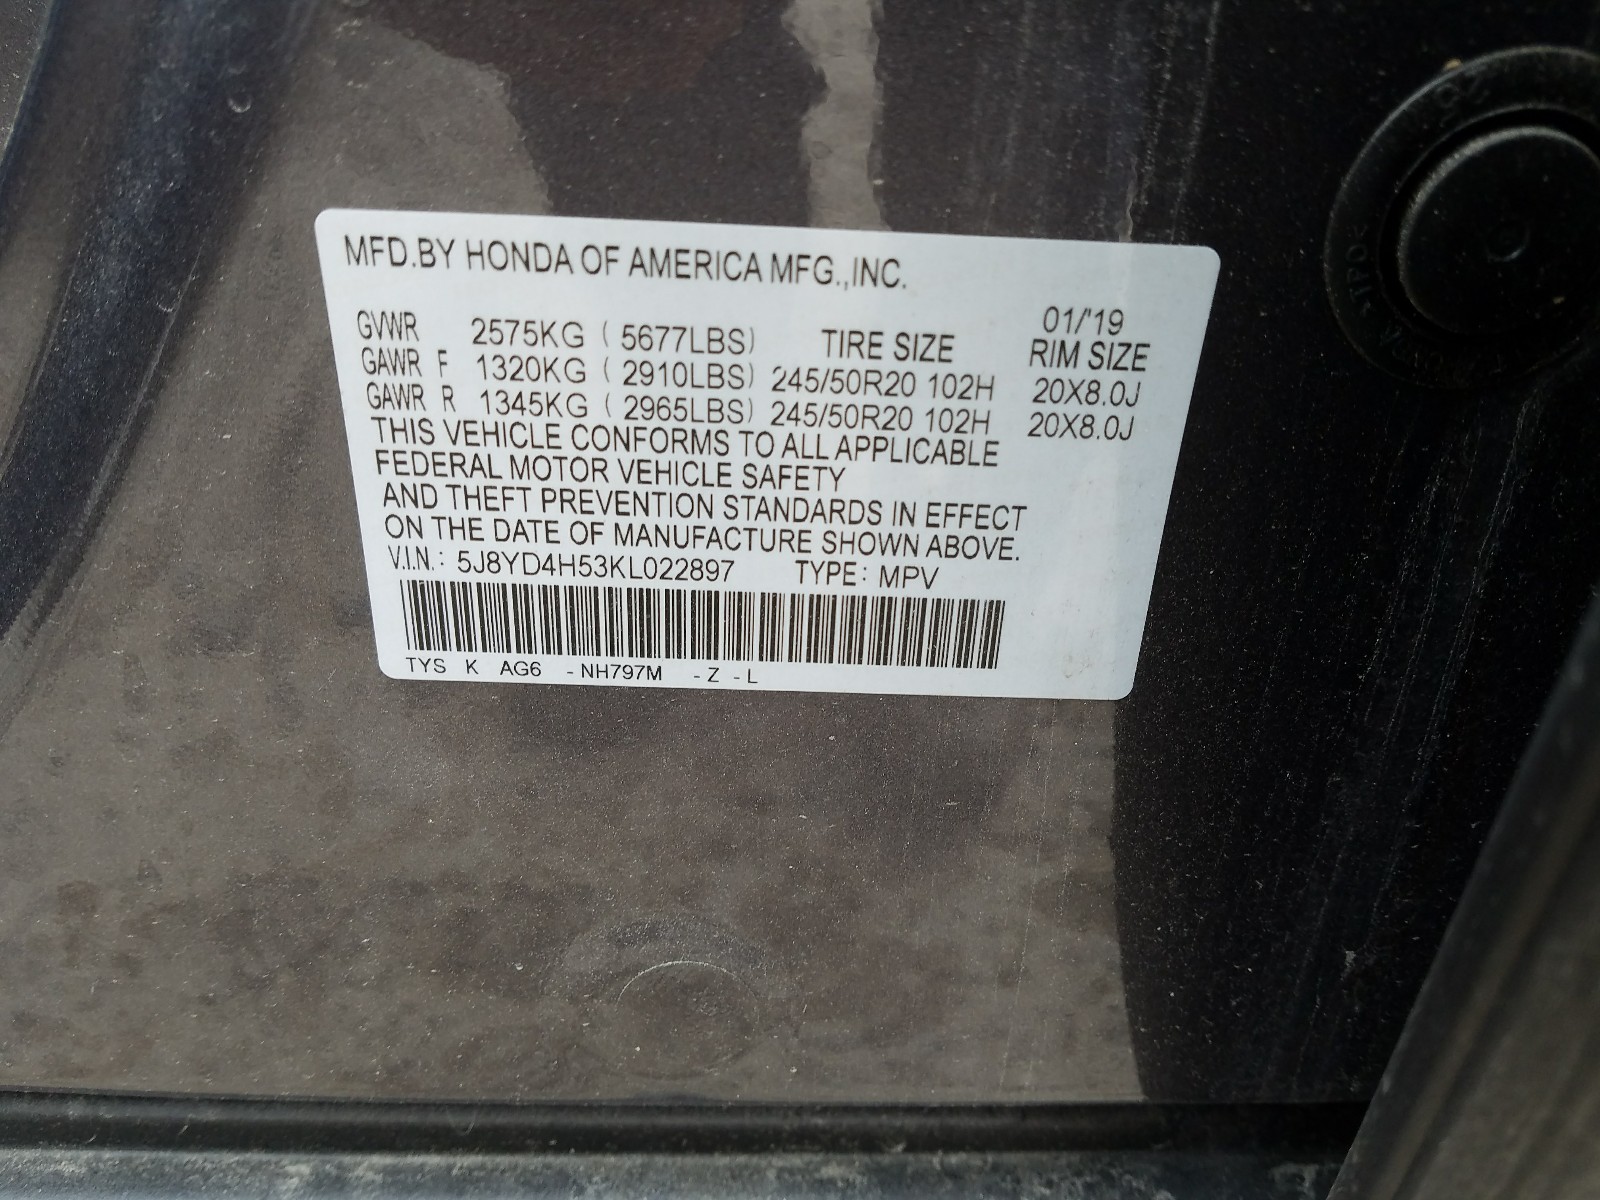 MFD.BY HONDA OF AMERICA MFG.,INC.
01/'19
GVWR 2575KG ( 5677LBS) TIRE SIZE RIM SIZE
GAWR F 1320KG ( 2910LBS) 245/50R20 102H 20X8.0J
GAWR R 1345KG ( 2965LBS) 245/50R20 102H 20X8.0J
THIS VEHICLE CONFORMS TO ALL APPLICABLE
FEDERAL MOTOR VEHICLE SAFETY
AND THEFT PREVENTION STANDARDS IN EFFECT
ON THE DATE OF MANUFACTURE SHOWN ABOVE.
V.I.N.: 5J8YD4H53KL022897 TYPE: MPV
TYS K AG6 - NH797M - Z - L